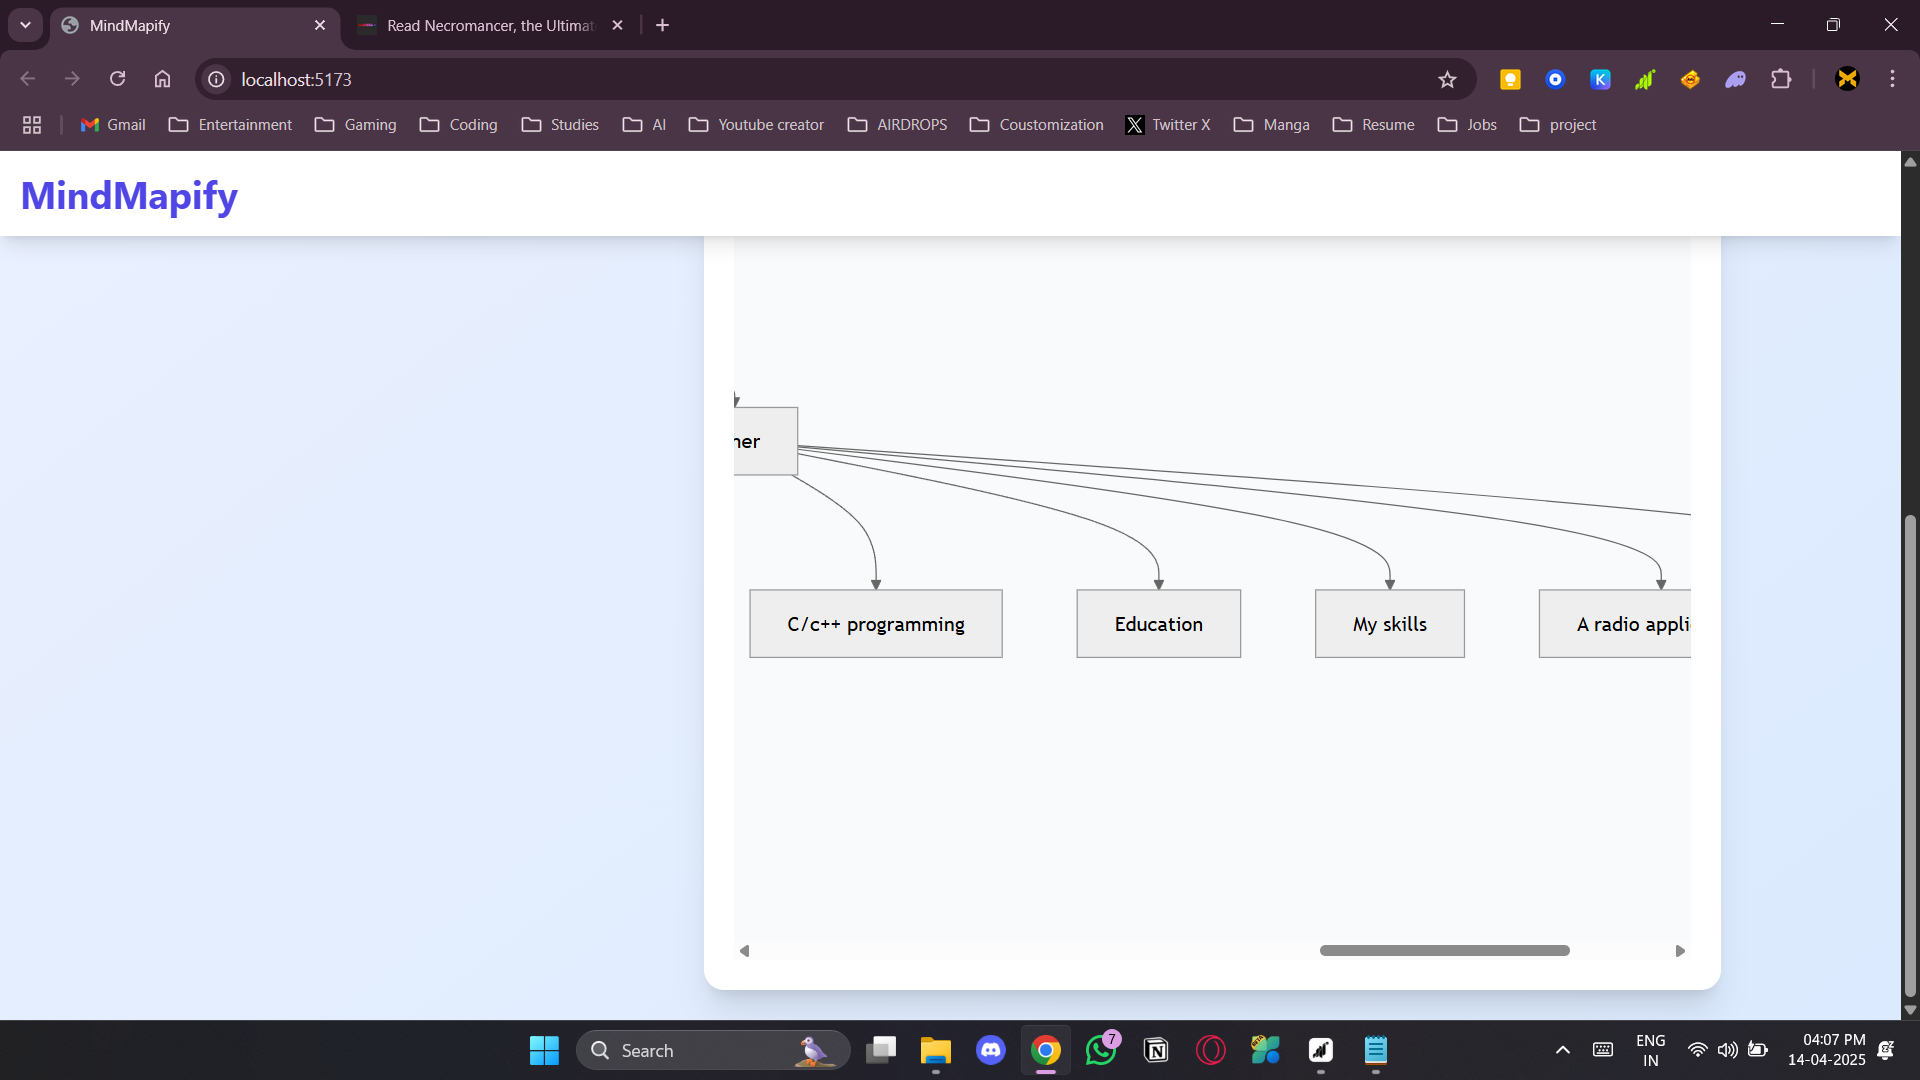 MindMapify
Read Necromancer, the Ultimat
localhost:5173
Gmail
Entertainment
Gaming
Coding
Studies
AI
Youtube creator
AIRDROPS
Coustomization
Twitter X
Manga
Resume
Jobs
project
MindMapify
ner
C/c++ programming
Education
My skills
A radio appli
Search
7
ENG
IN
04:07 PM
14-04-2025